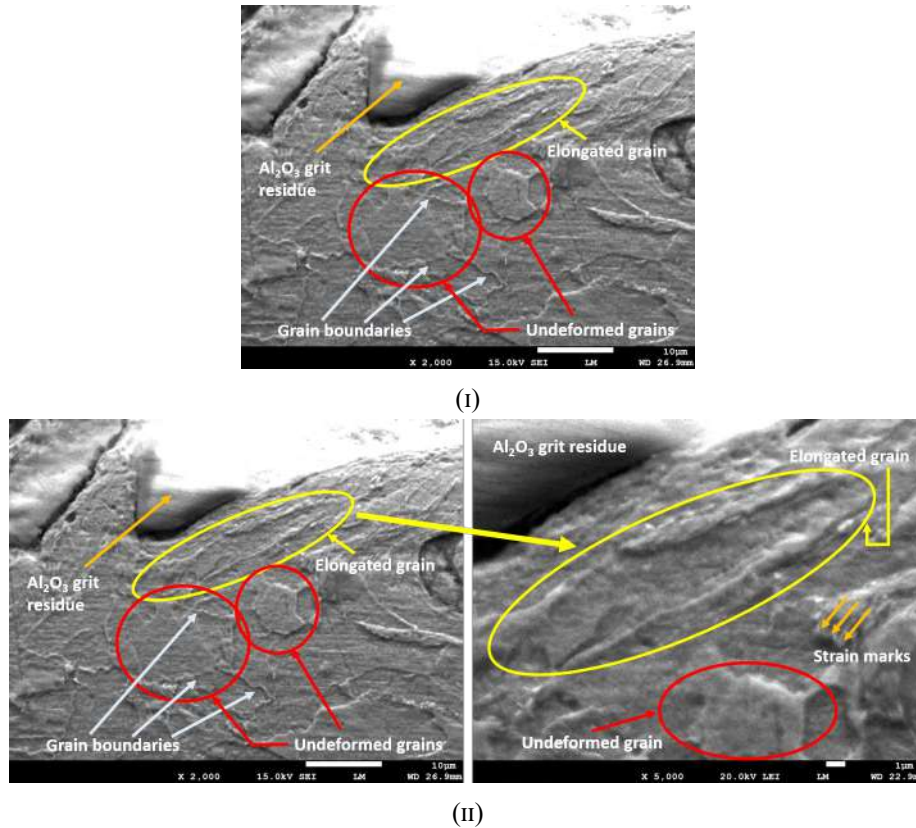 Elongated grain
Al₂O₃ grit
residue
Grain boundaries
Undeformed grains
10μm
X 2,000 15.0kV SEI LM WD 26.9mm
(I)
Al₂O₃ grit residue
Elongated grain
Elongated grain
Al₂O₃ grit
residue
Strain marks
Grain boundaries
Undeformed grains
Undeformed grain
10μm
1μm
X 2,000 15.0kV SEI LM WD 26.9mm
X 5,000 20.0kV LEI LM WD 22.9m
(II)